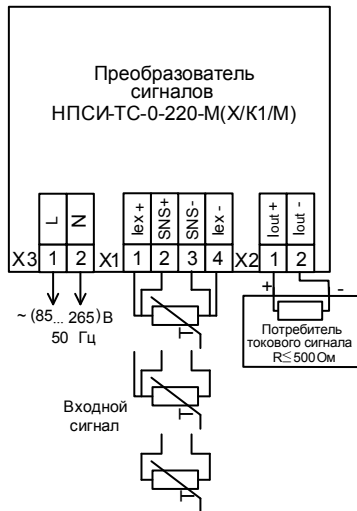 Преобразователь
сигналов
НПСИ-ТС-0-220-М(Х/К1/М)
L N Iex + SNS+ SNS- Iex - Iout + Iout -
X3 1 2 X1 1 2 3 4 X2 1 2
+ -
~ (85... 265) В
50 Гц
Потребитель
токового сигнала
R≤500 Ом
Входной
сигнал